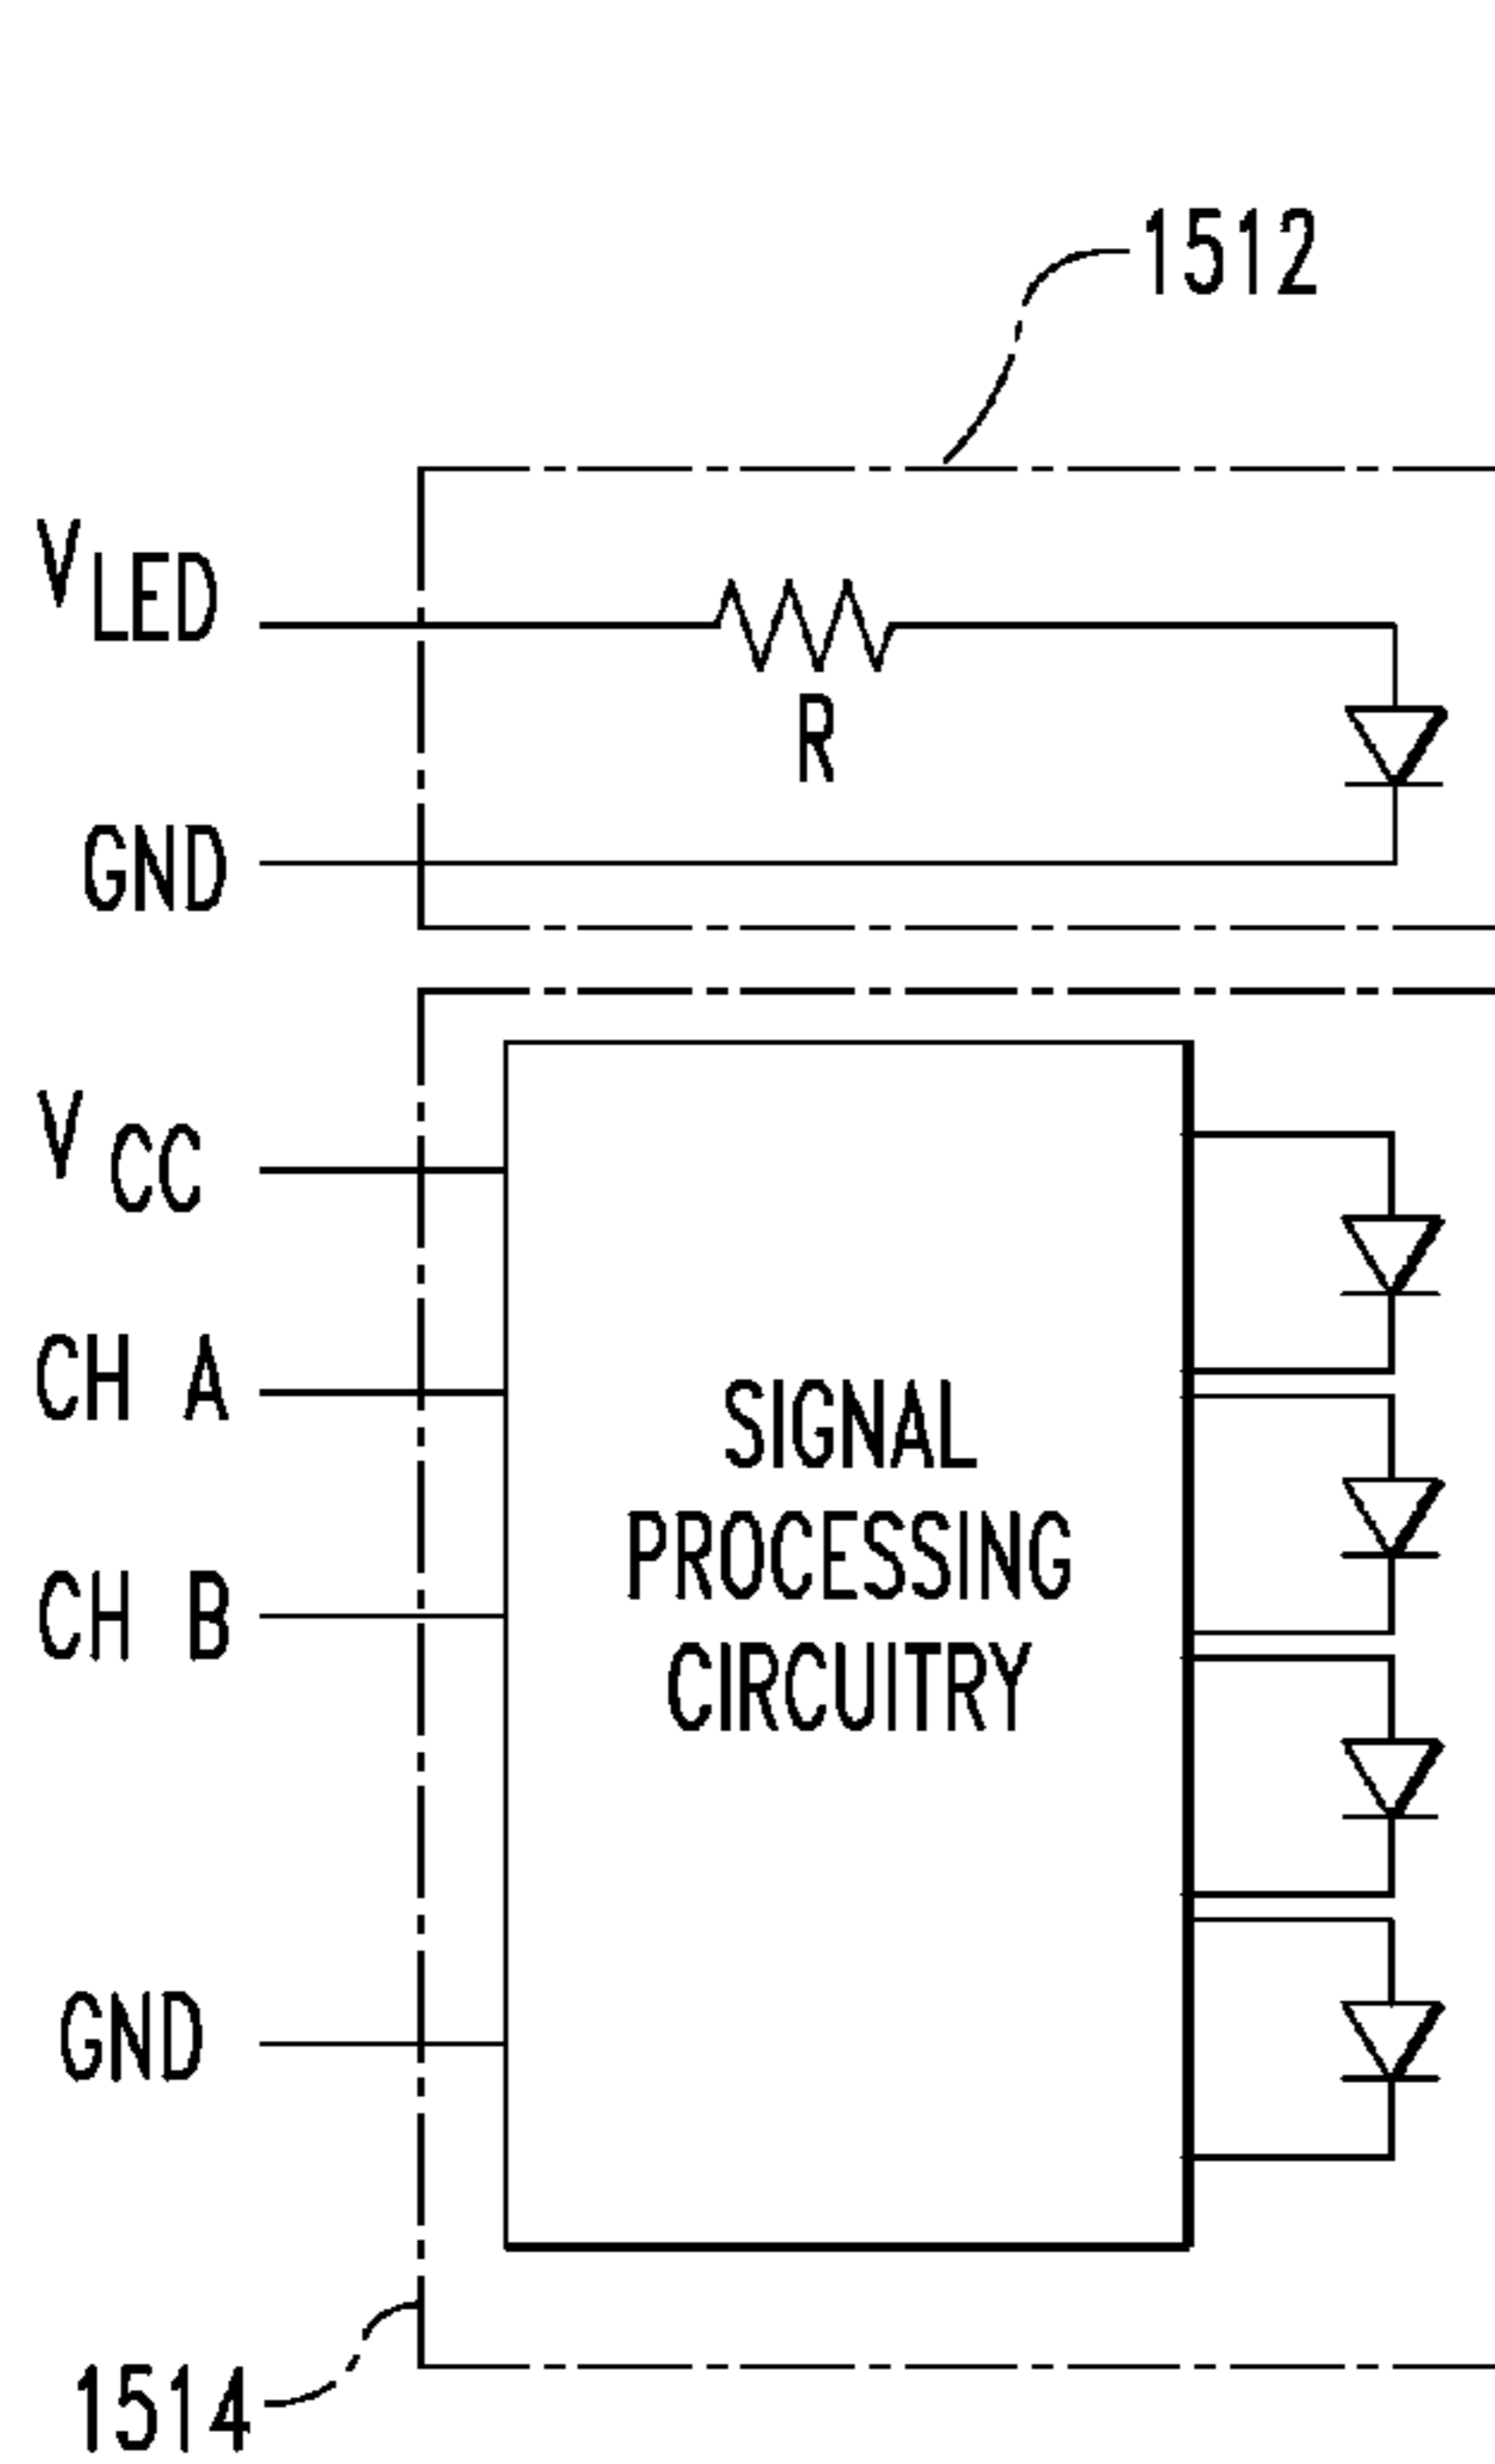 1512
VLED
R
GND
VCC
CH A
SIGNAL
PROCESSING
CIRCUITRY
CH B
GND
1514